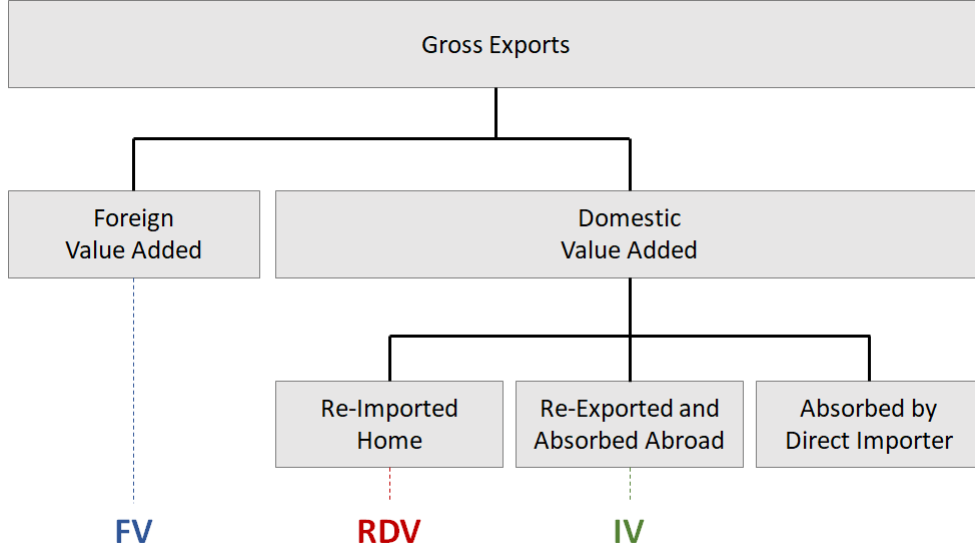 Gross Exports
Foreign
Value Added
Domestic
Value Added
Re-Imported
Home
Re-Exported and
Absorbed Abroad
Absorbed by
Direct Importer
FV
RDV
IV